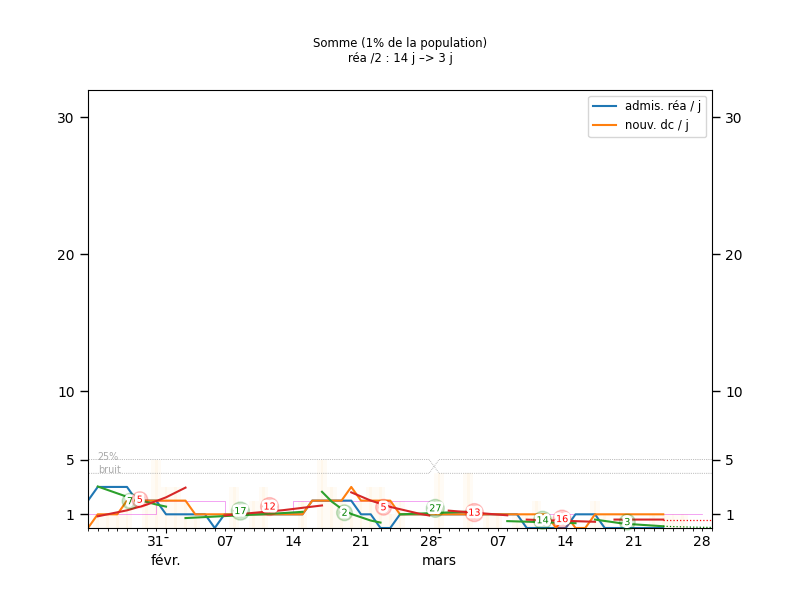 Somme (1% de la population)
réa /2 : 14 j –> 3 j
admis. réa / j
nouv. dc / j
30 30
20 20
10 10
5 5
25%
bruit
1 1
7 5 17 12 2 5 27 13 14 16 3
31 07 14 21 28 07 14 21 28
févr. mars